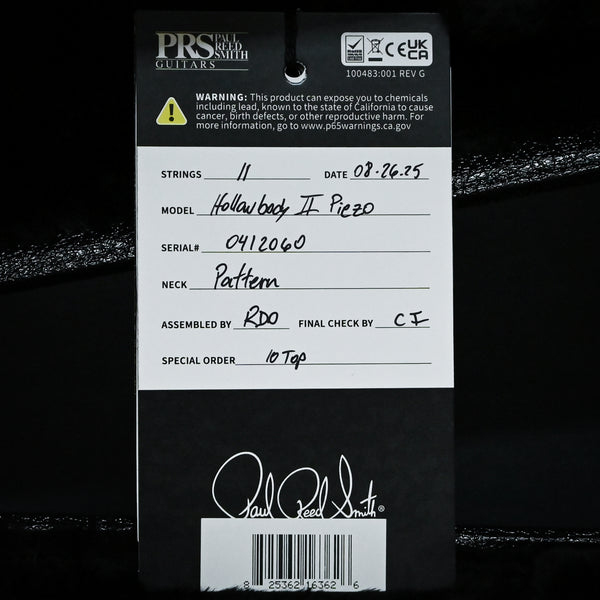 PRS PAUL REED SMITH
GUITARS
CE UK CA
100483:001 REV G
WARNING: This product can expose you to chemicals
including lead, known to the state of California to cause
cancer, birth defects, or other reproductive harm. For
more information, go to www.p65warnings.ca.gov
STRINGS 11 DATE 08-26-25
MODEL Hollowbody II Piezo
SERIAL# 0412060
NECK Pattern
ASSEMBLED BY RDO FINAL CHECK BY CI
SPECIAL ORDER 10 Top
Paul Reed Smith®
8 25362 16362 6